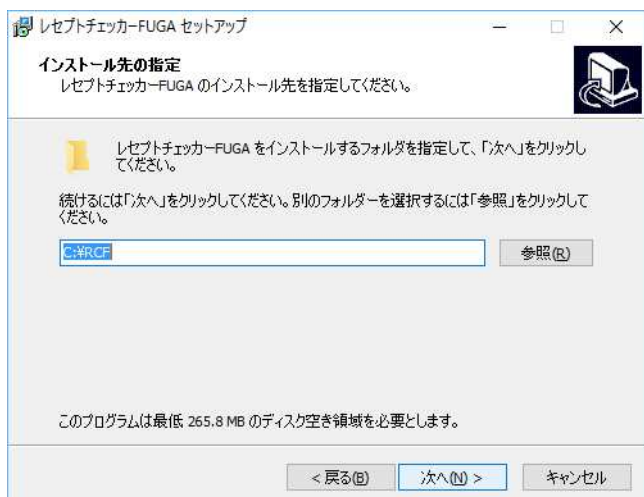 レセプトチェッカーFUGA セットアップ
インストール先の指定
レセプトチェッカーFUGA のインストール先を指定してください。
レセプトチェッカーFUGA をインストールするフォルダを指定して、「次へ」をクリックし
てください。
続けるには「次へ」をクリックしてください。別のフォルダーを選択するには「参照」をクリックして
ください。
C:¥RCF
参照(R)
このプログラムは最低 265.8 MB のディスク空き領域を必要とします。
< 戻る(B)
次へ(N) >
キャンセル